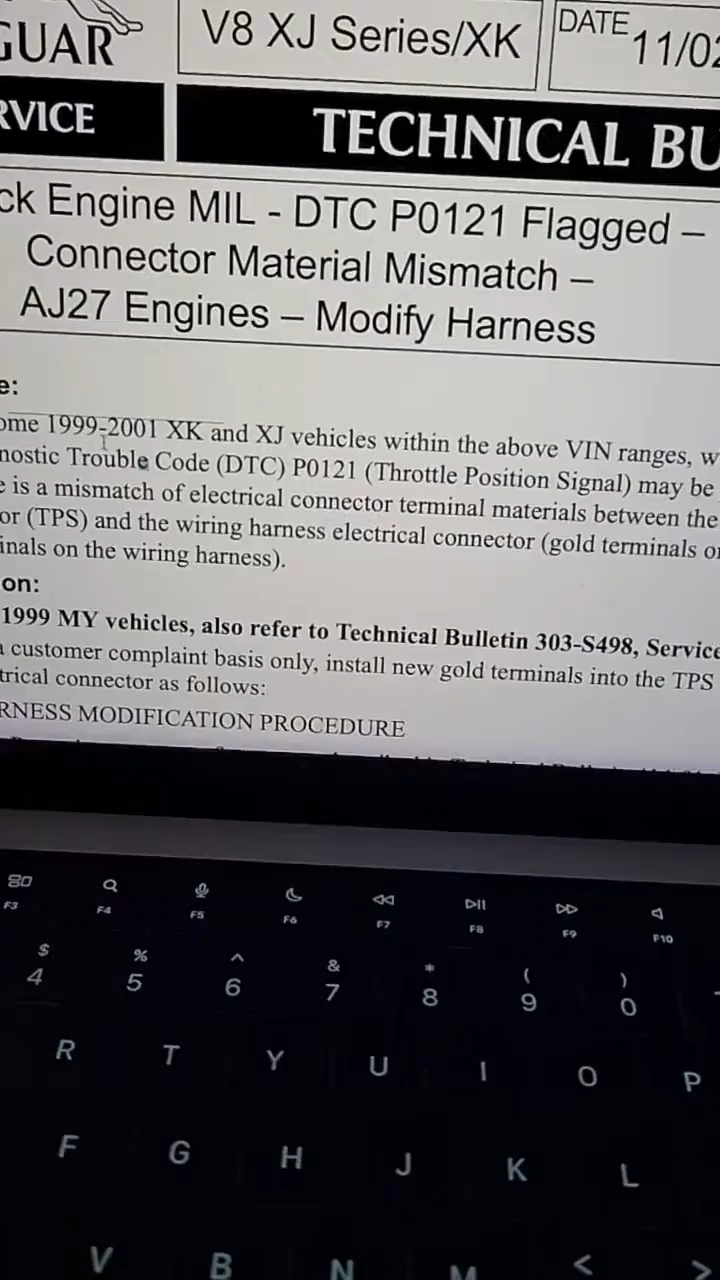 GUAR
V8 XJ Series/XK
DATE 11/02
RVICE
TECHNICAL BU
ck Engine MIL - DTC P0121 Flagged –
Connector Material Mismatch –
AJ27 Engines – Modify Harness
e:
ome 1999-2001 XK and XJ vehicles within the above VIN ranges, w
nostic Trouble Code (DTC) P0121 (Throttle Position Signal) may be
e is a mismatch of electrical connector terminal materials between the
or (TPS) and the wiring harness electrical connector (gold terminals o
inals on the wiring harness).
on:
1999 MY vehicles, also refer to Technical Bulletin 303-S498, Service
a customer complaint basis only, install new gold terminals into the TPS
trical connector as follows:
RNESS MODIFICATION PROCEDURE
F3 F4 F5 F6 F7 F8 F9 F10
$ % ^ & * ( )
4 5 6 7 8 9 0
R T Y U I O P
F G H J K L
V B N M < >